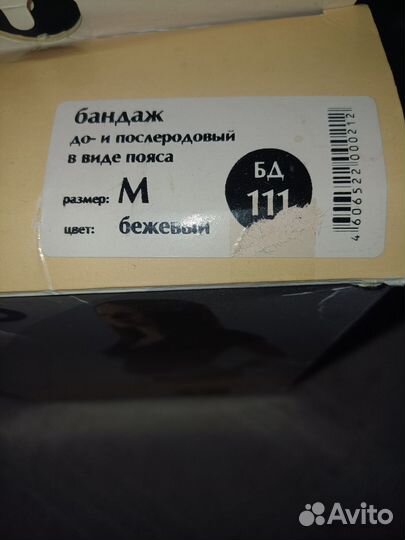 бандаж
до- и послеродовый
в виде пояса
размер: M
цвет: бежевый
БД
111
4606522000212
Avito